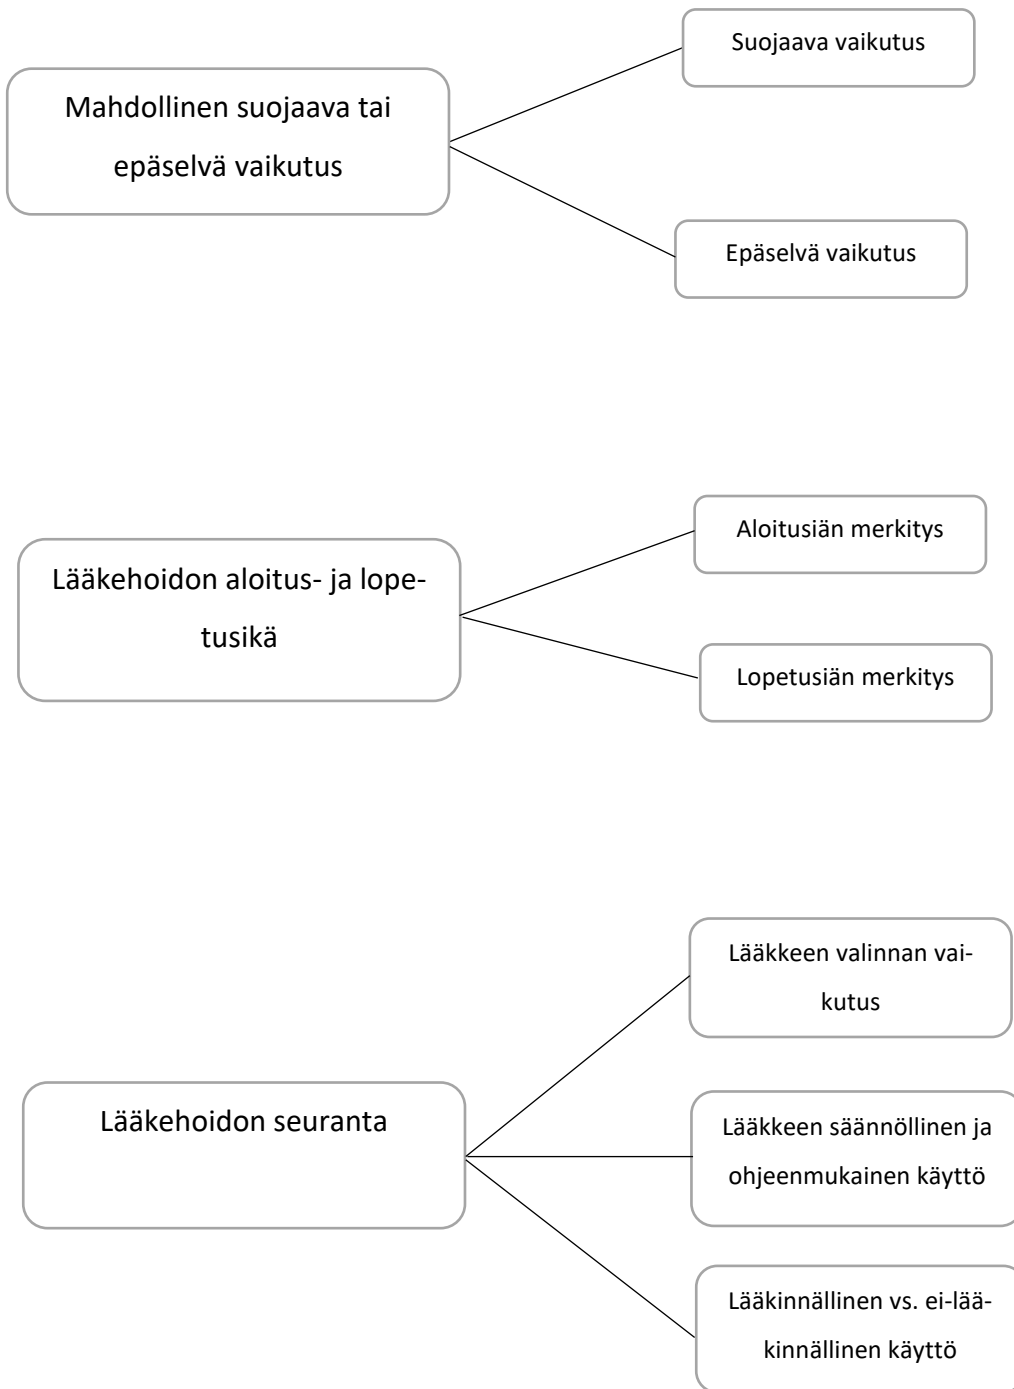 Suojaava vaikutus
Mahdollinen suojaava tai
epäselvä vaikutus
Epäselvä vaikutus
Aloitusiän merkitys
Lääkehoidon aloitus- ja lope-
tusikä
Lopetusiän merkitys
Lääkkeen valinnan vai-
kutus
Lääkehoidon seuranta
Lääkkeen säännöllinen ja
ohjeenmukainen käyttö
Lääkinnällinen vs. ei-lää-
kinnällinen käyttö